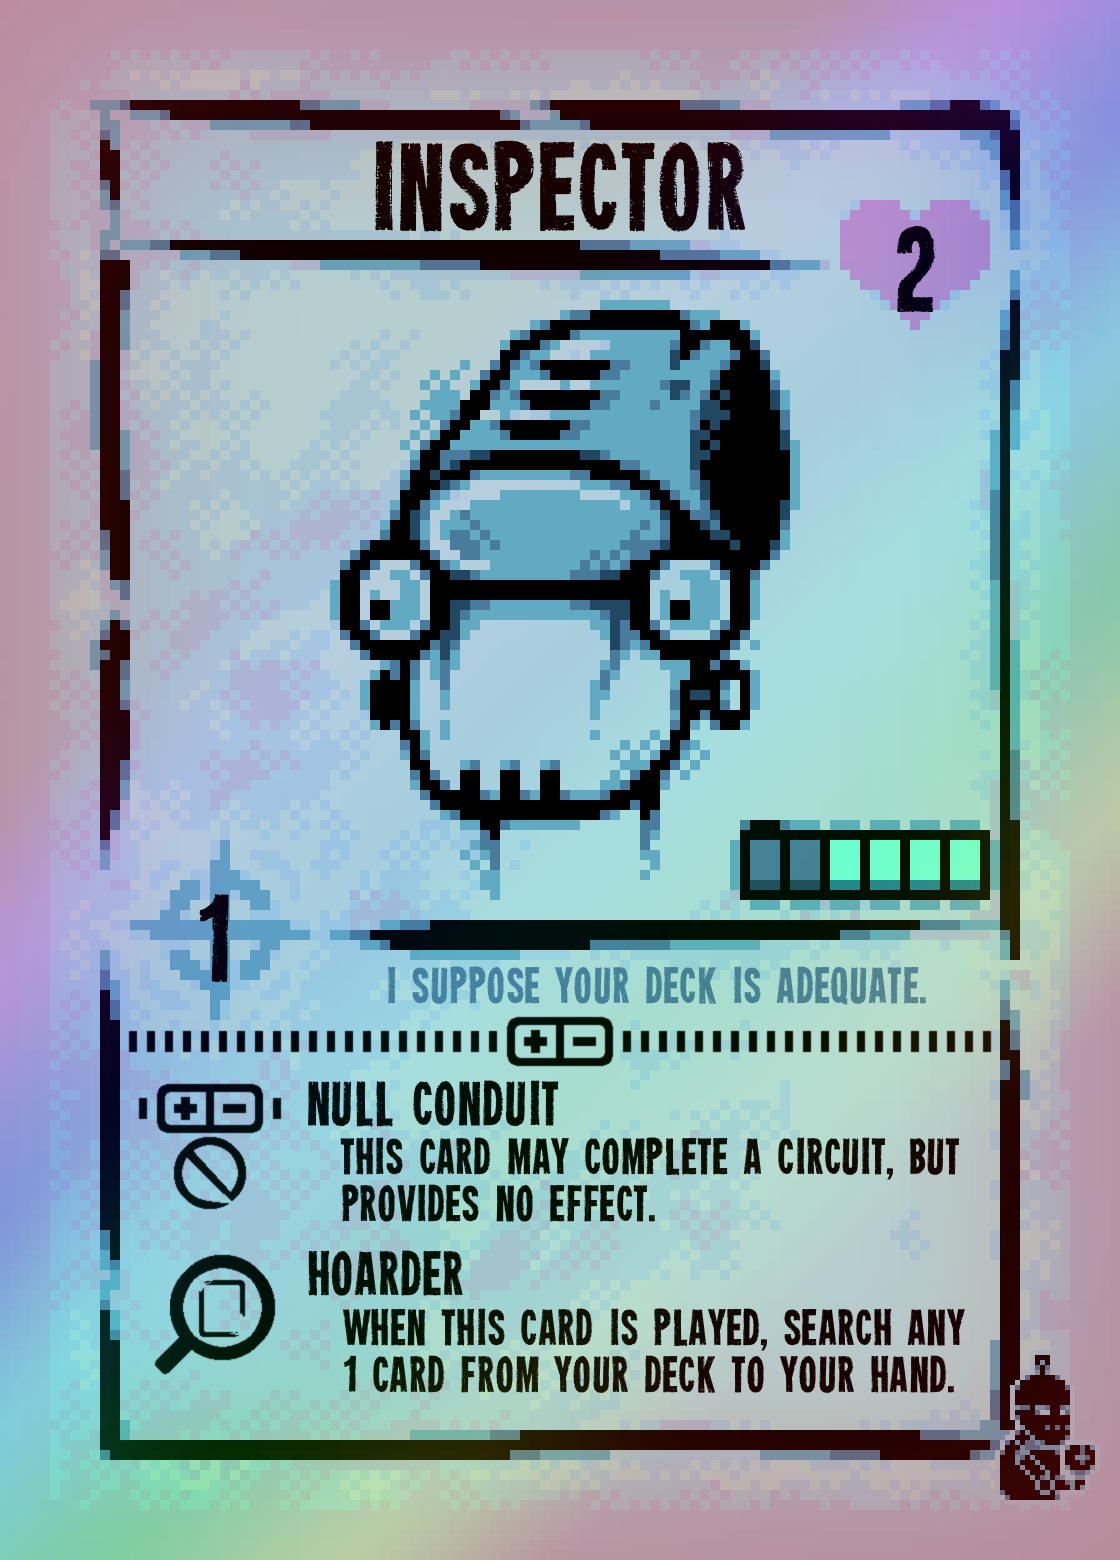 INSPECTOR
2
1
I SUPPOSE YOUR DECK IS ADEQUATE.
NULL CONDUIT
THIS CARD MAY COMPLETE A CIRCUIT, BUT
PROVIDES NO EFFECT.
HOARDER
WHEN THIS CARD IS PLAYED, SEARCH ANY
1 CARD FROM YOUR DECK TO YOUR HAND.